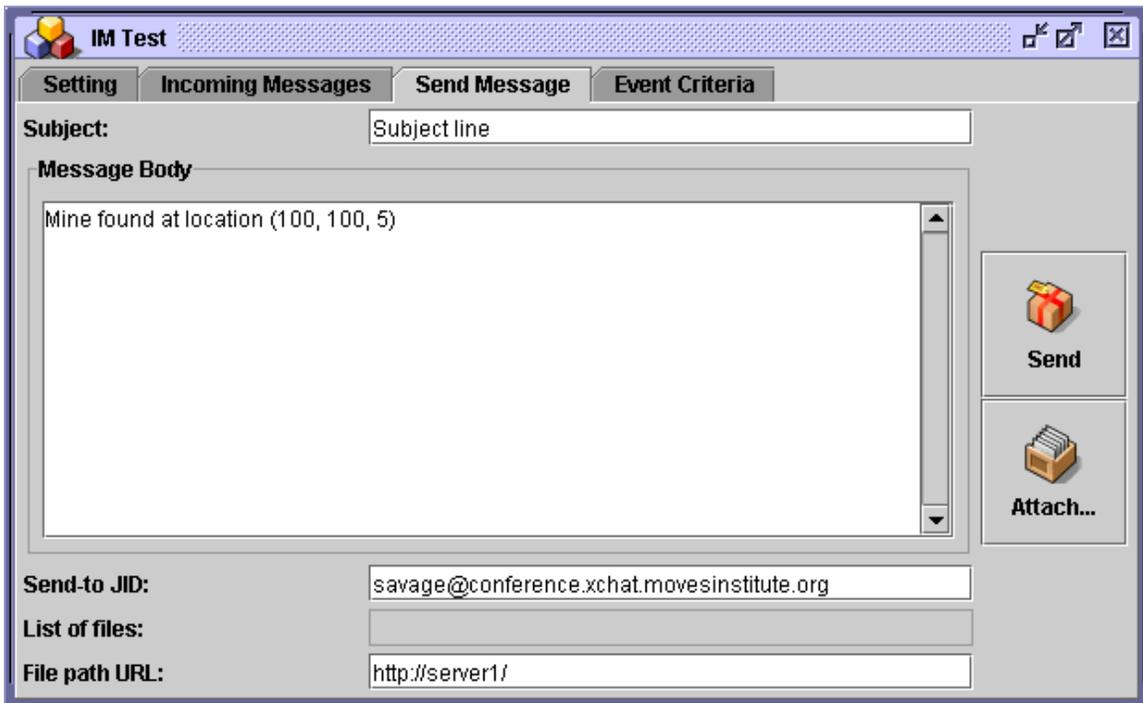 IM Test
Setting Incoming Messages Send Message Event Criteria
Subject: Subject line
Message Body
Mine found at location (100, 100, 5)
Send
Attach...
Send-to JID: savage@conference.xchat.movesinstitute.org
List of files:
File path URL: http://server1/